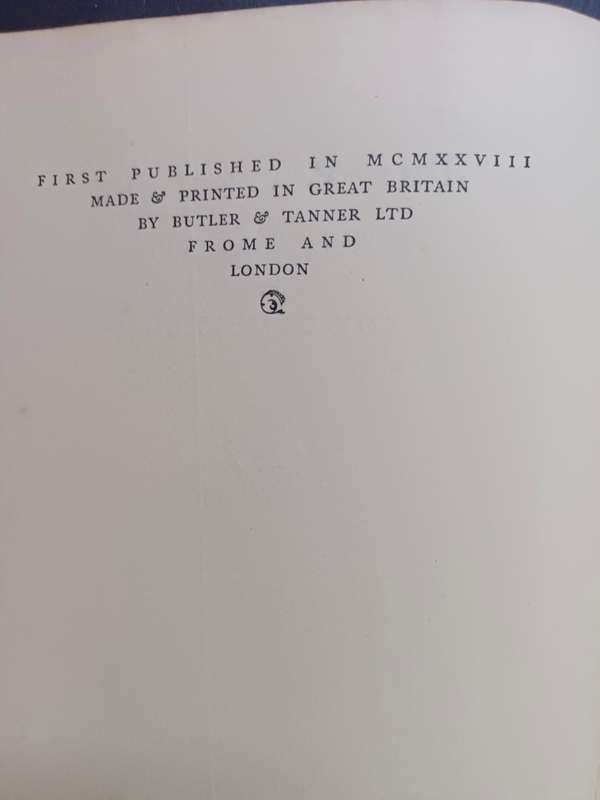 FIRST PUBLISHED IN MCMXXVIII
MADE & PRINTED IN GREAT BRITAIN
BY BUTLER & TANNER LTD
FROME AND
LONDON